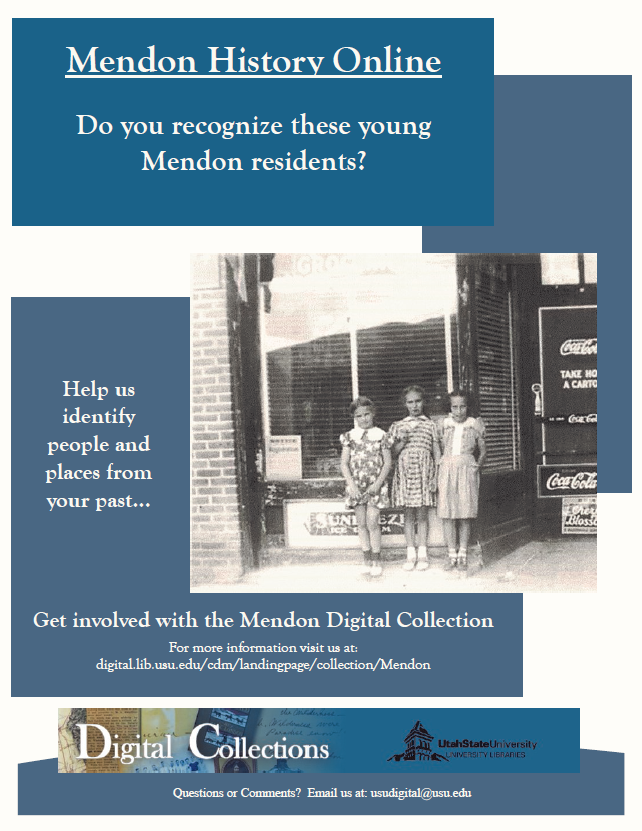 Mendon History Online
Do you recognize these young
Mendon residents?
GRO
Coca-Col
TAKE HO
A CARTO
Coca-Col
Coca-Cola
Blosso
ICE CREAM
Help us
identify
people and
places from
your past...
Get involved with the Mendon Digital Collection
For more information visit us at:
digital.lib.usu.edu/cdm/landingpage/collection/Mendon
Digital Collections
UtahStateUniversity
UNIVERSITY LIBRARIES
Questions or Comments? Email us at: usudigital@usu.edu